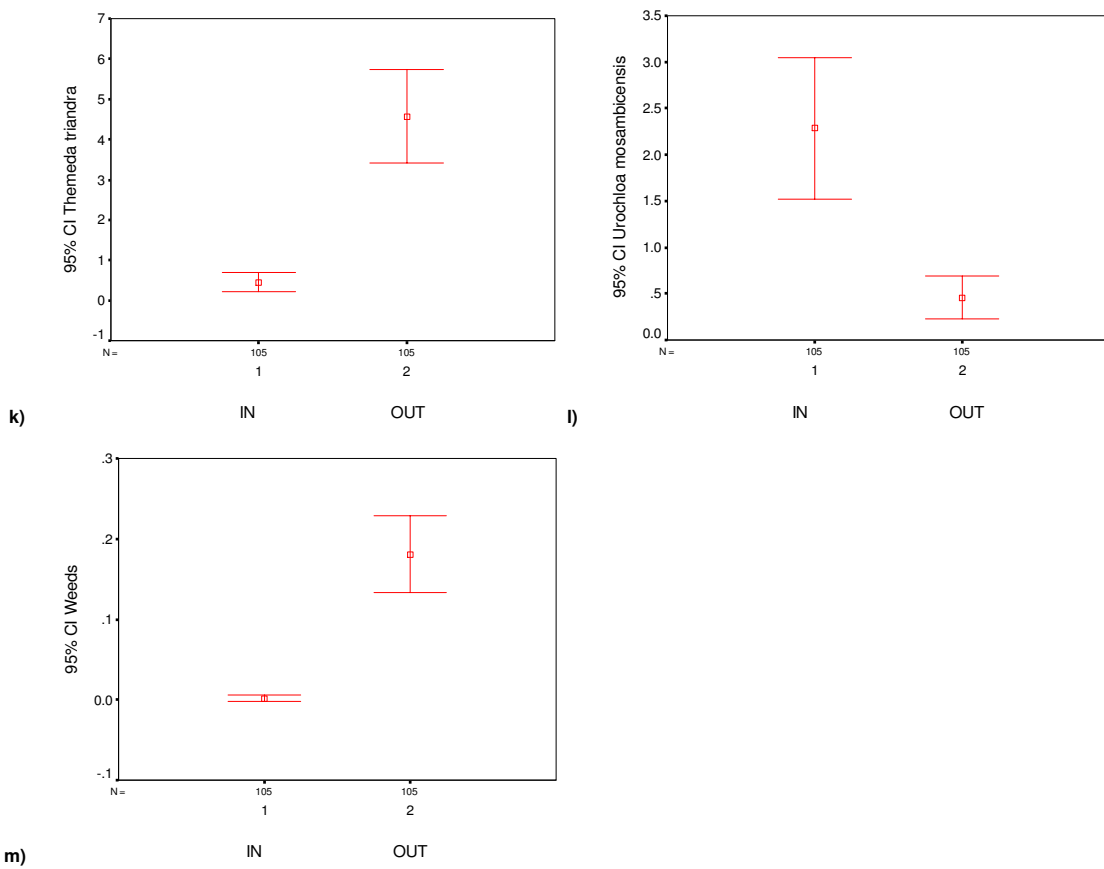 7
6
5
4
3
2
1
0
-1
95% CI Themeda triandra
N = 105 105
1 2
IN OUT
k)
3.5
3.0
2.5
2.0
1.5
1.0
.5
0.0
95% CI Urochloa mosambicensis
N = 105 105
1 2
IN OUT
l)
.3
.2
.1
0.0
-.1
95% CI Weeds
N = 105 105
1 2
IN OUT
m)